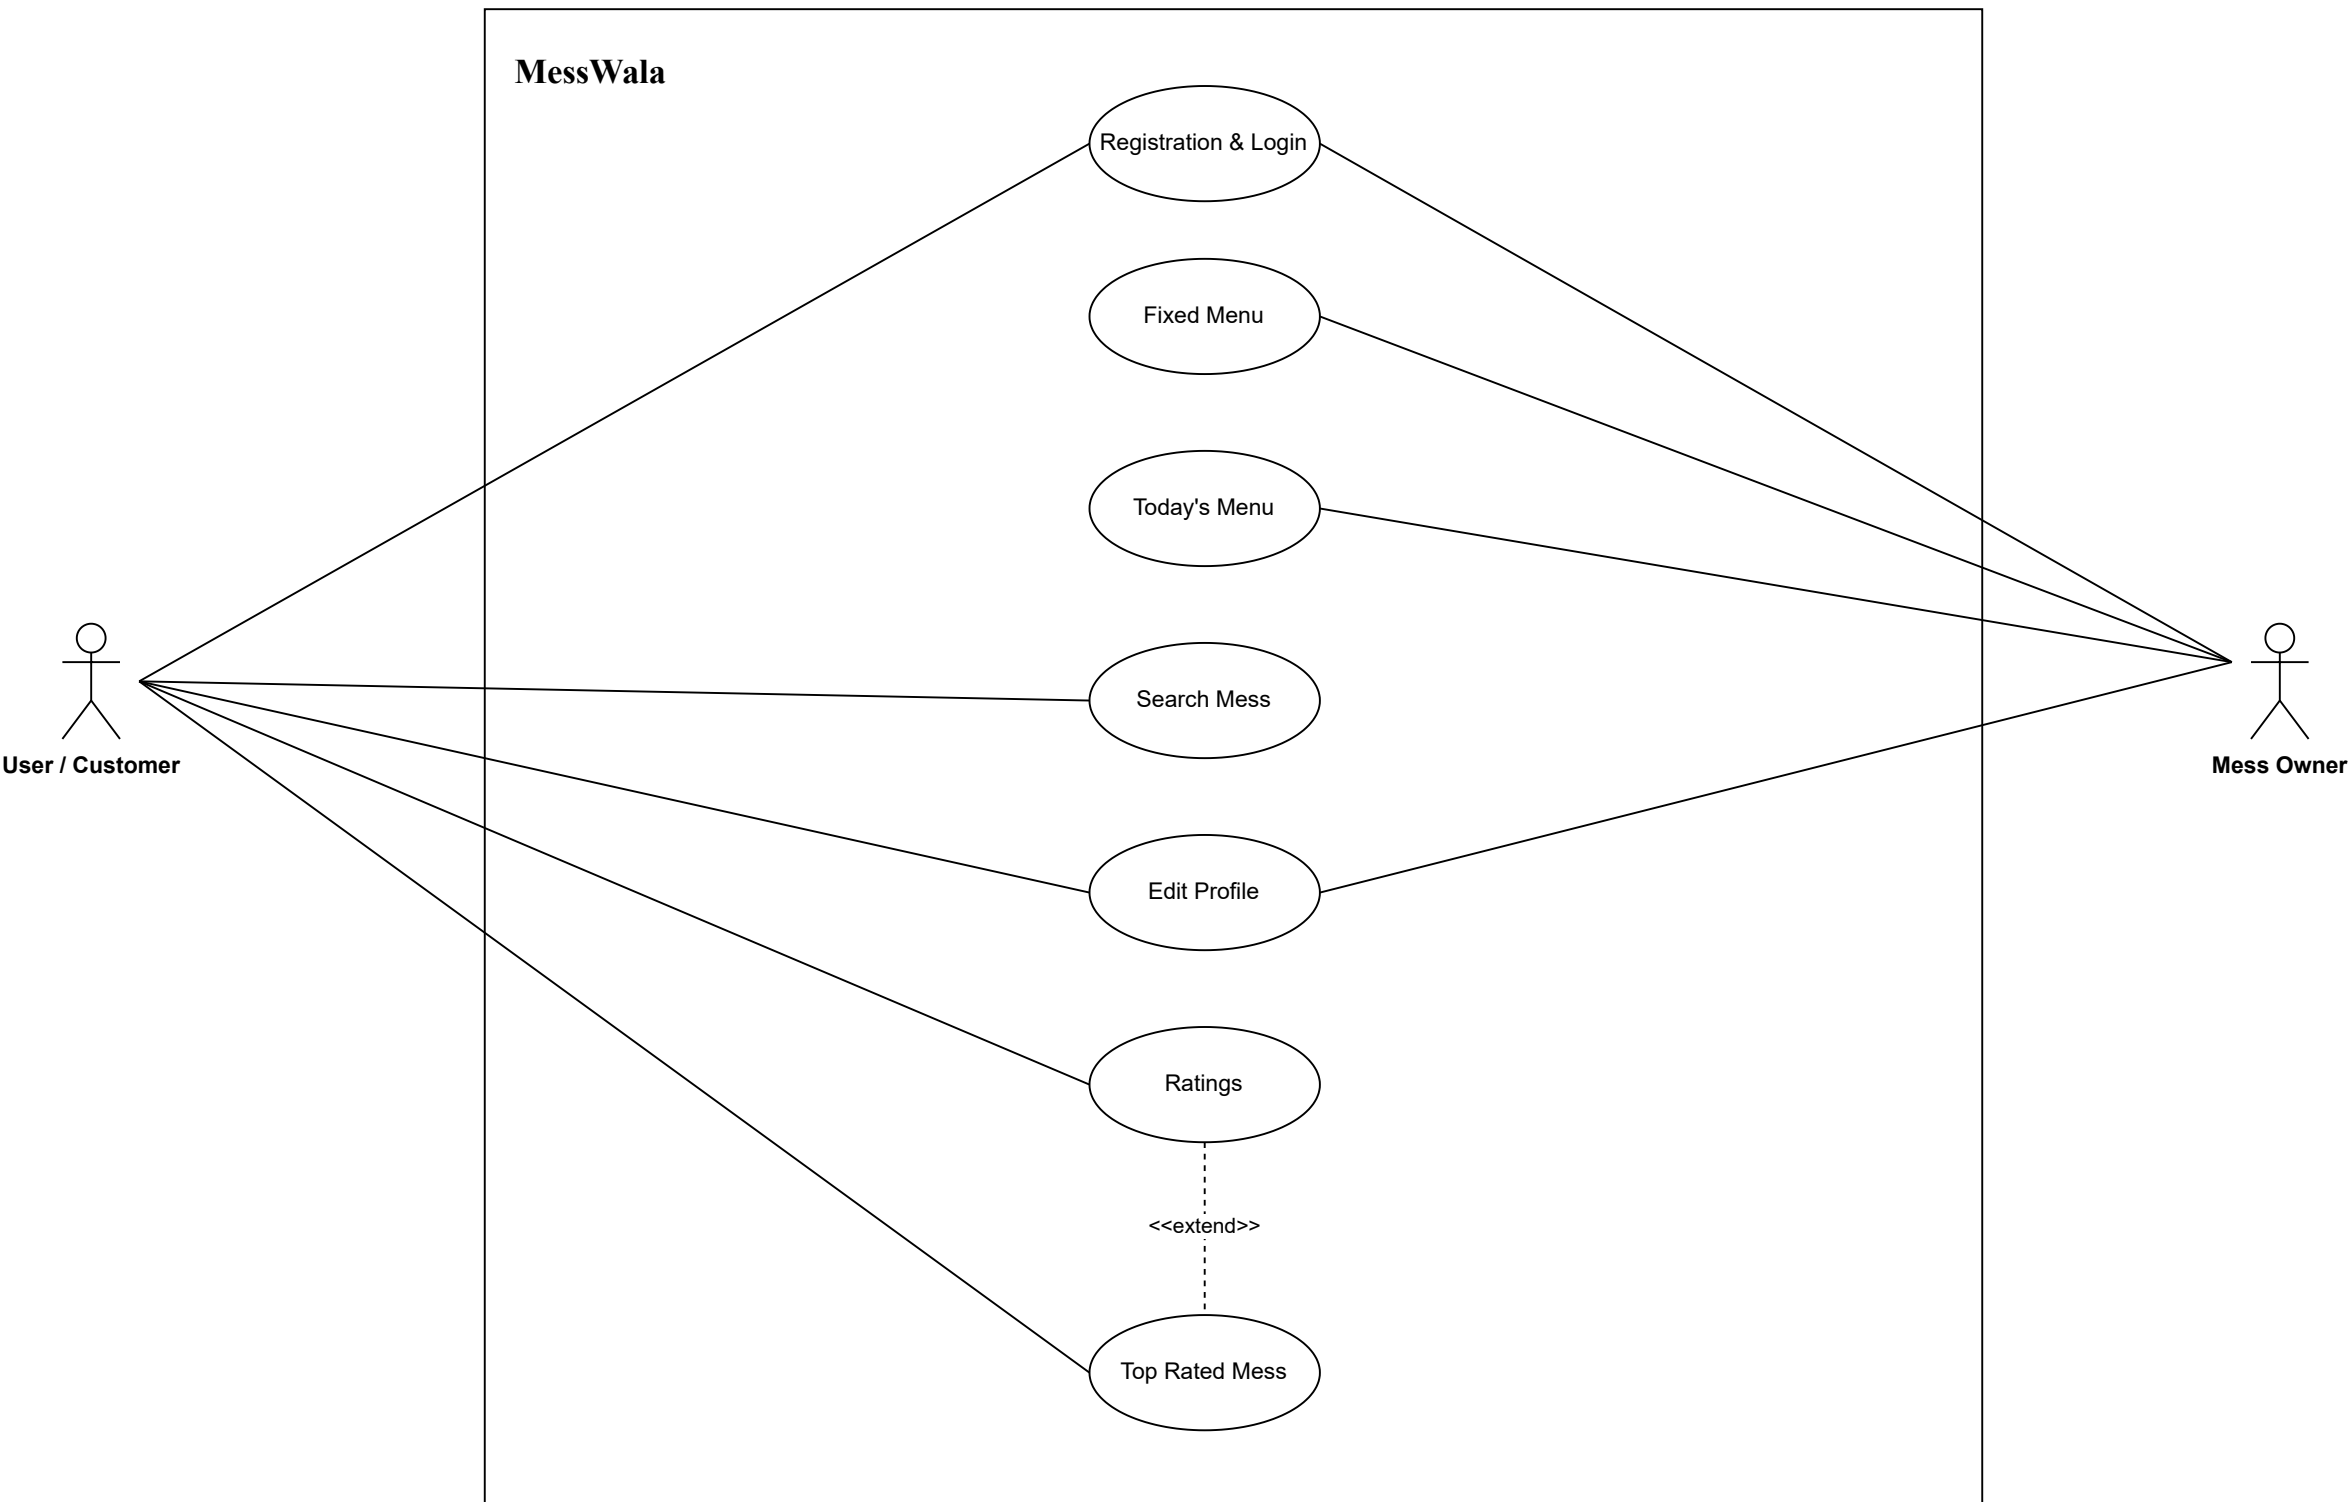 MessWala
Registration & Login
Fixed Menu
Today's Menu
Search Mess
User / Customer
Mess Owner
Edit Profile
Ratings
<<extend>>
Top Rated Mess